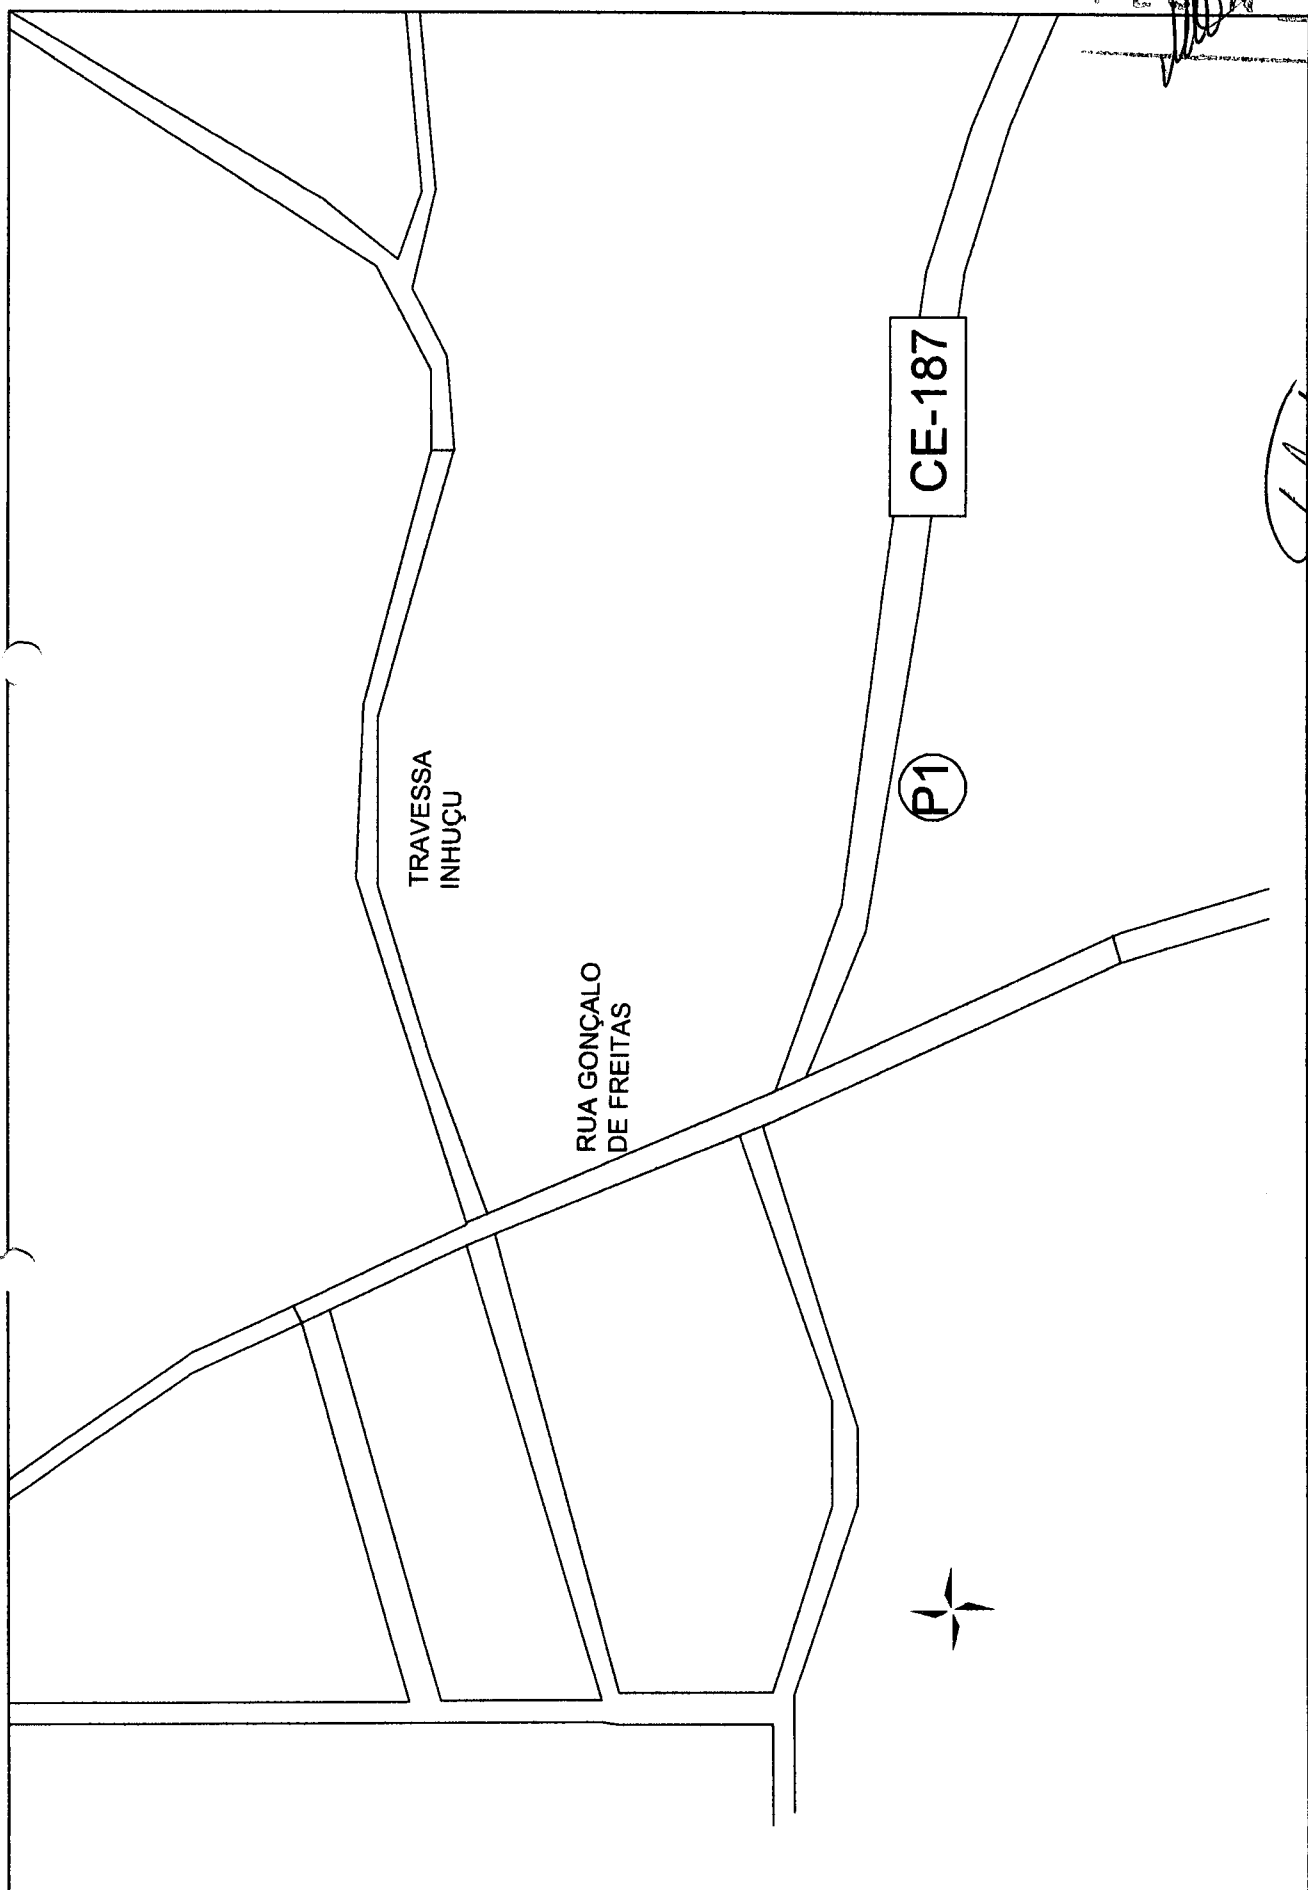 TRAVESSA
INHUÇU
RUA GONÇALO
DE FREITAS
CE-187
P1